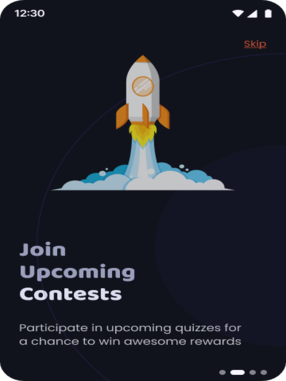 12:30
Skip
Join
Upcoming
Contests
Participate in upcoming quizzes for
a chance to win awesome rewards